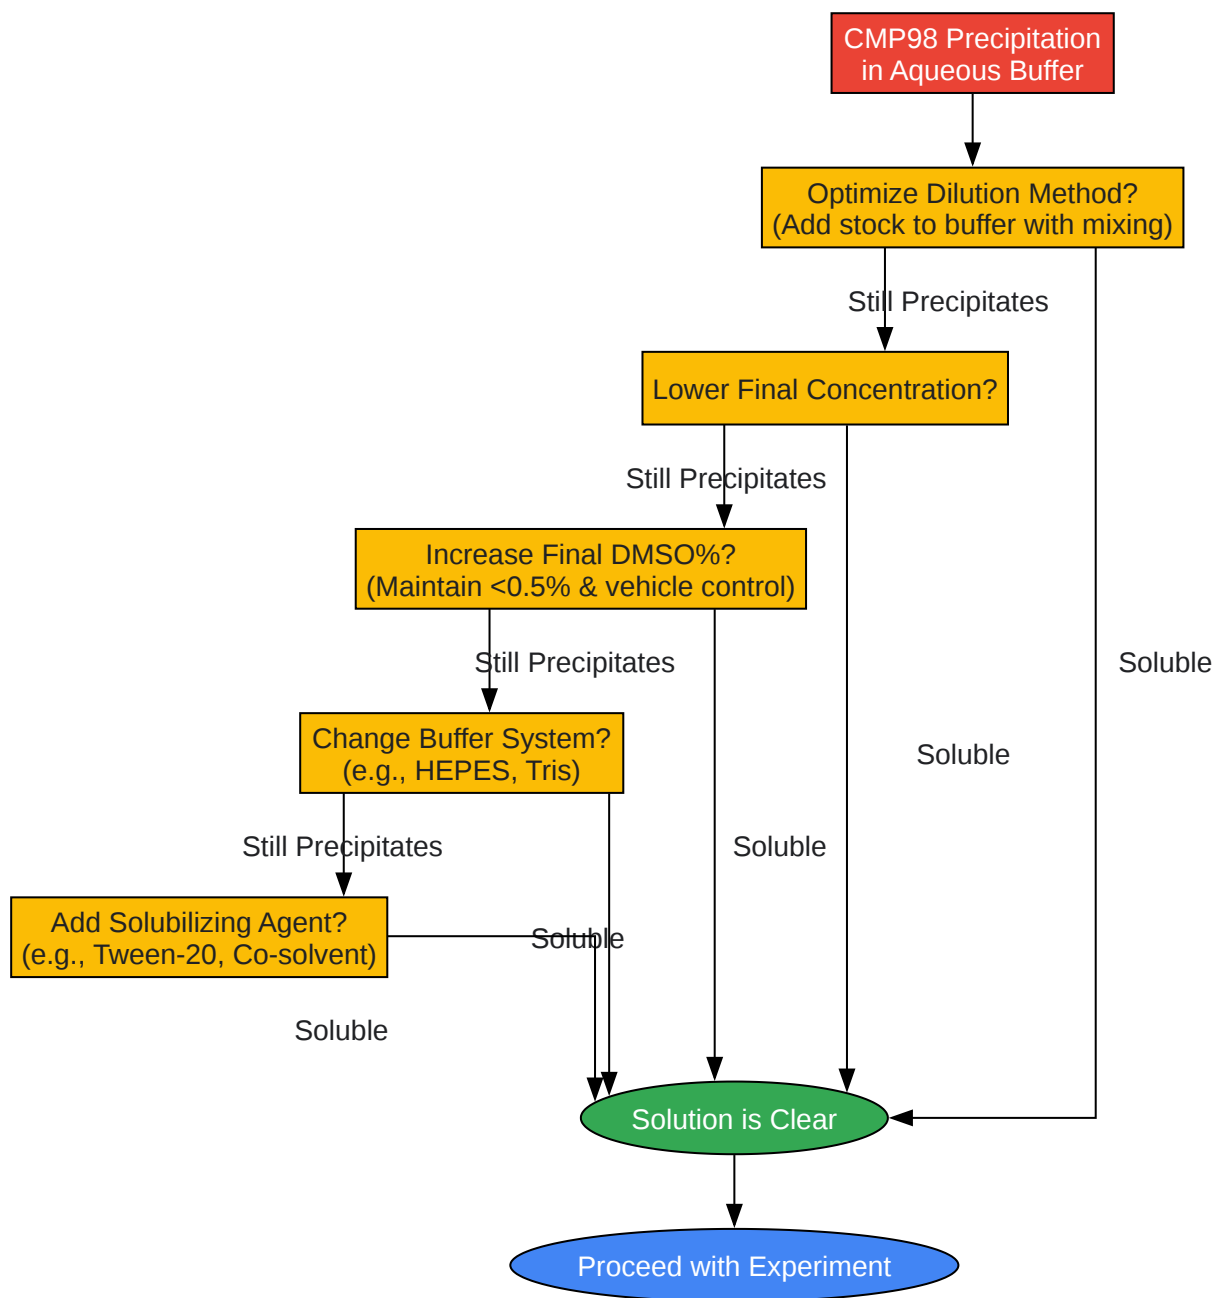 CMP98 Precipitation
in Aqueous Buffer
Optimize Dilution Method?
(Add stock to buffer with mixing)
Still Precipitates
Lower Final Concentration?
Still Precipitates
Increase Final DMSO%?
(Maintain <0.5% & vehicle control)
Still Precipitates
Soluble
Change Buffer System?
(e.g., HEPES, Tris)
Soluble
Still Precipitates
Soluble
Add Solubilizing Agent?
(e.g., Tween-20, Co-solvent)
Soluble
Soluble
Solution is Clear
Proceed with Experiment